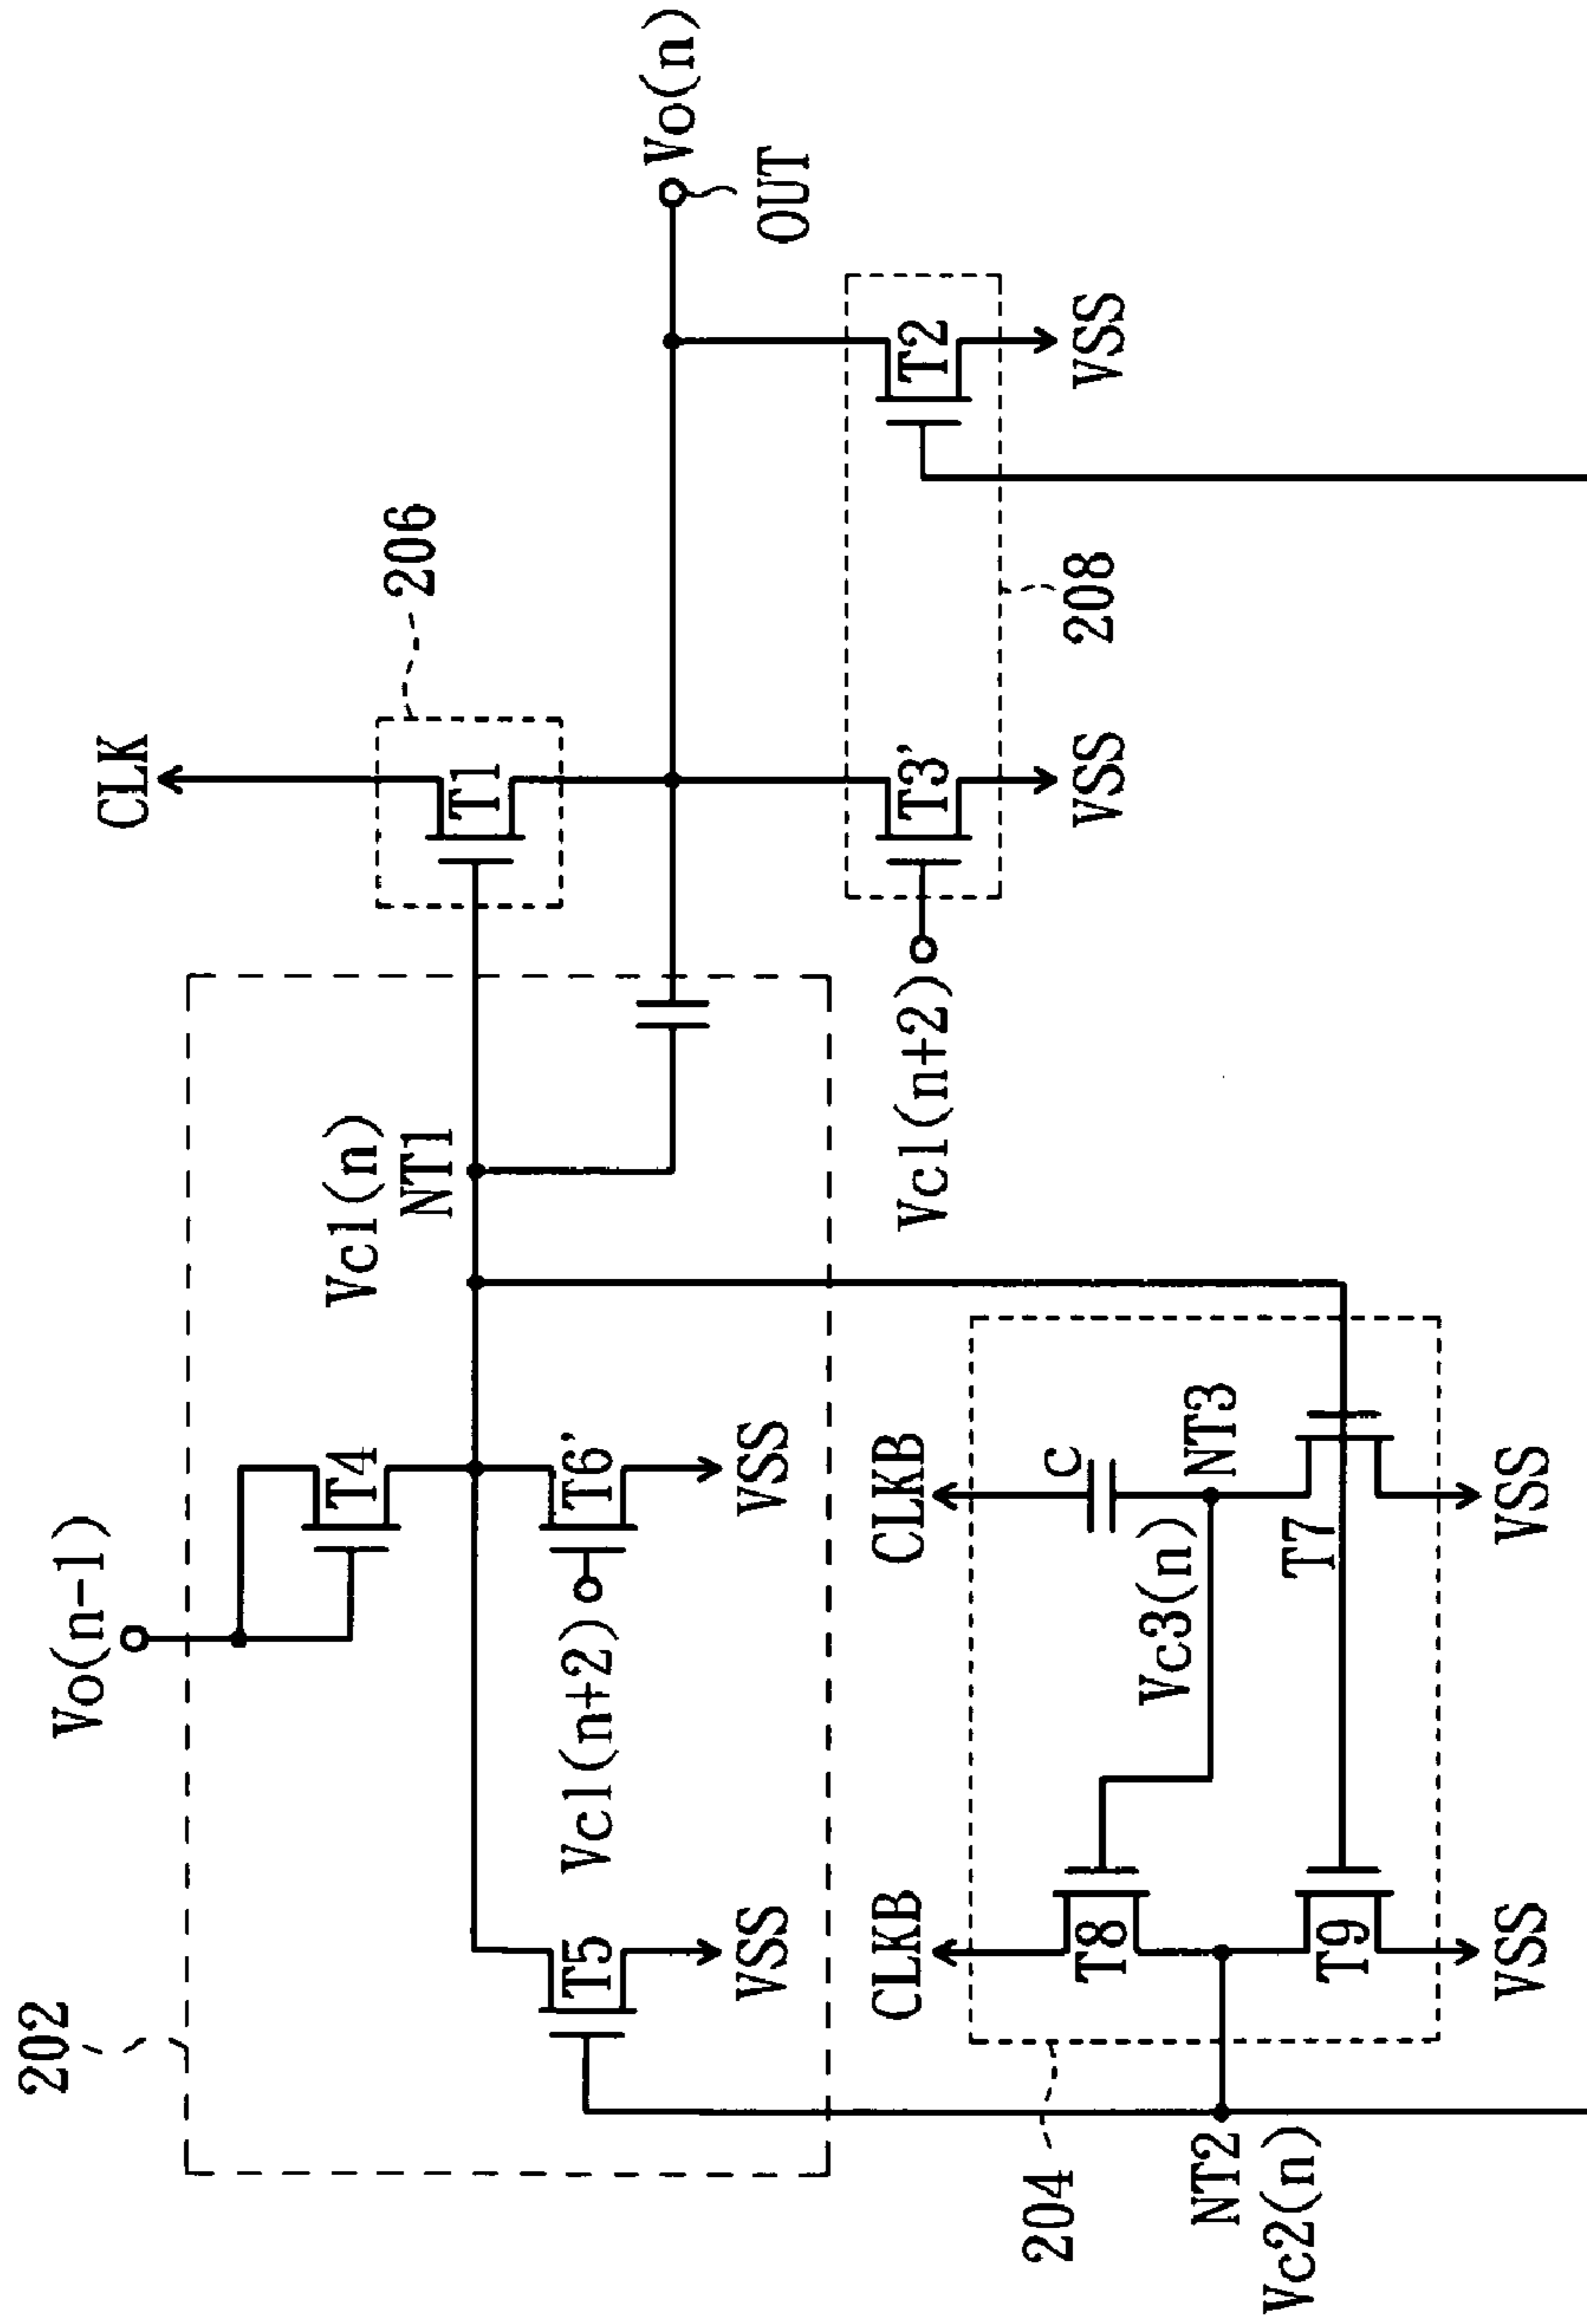 202
Vo(n-1)
T4
Vc1(n)
NT1
CLK
206
T1
Vo(n)
OUT
T5
VSS
Vc1(n+2)
T6'
VSS
Vc1(n+2)
T3'
VSS
208
T2
VSS
204
CLKB
T8
CLKB
C
Vc3(n)
NT3
T7
VSS
T9
VSS
NT2
Vc2(n)